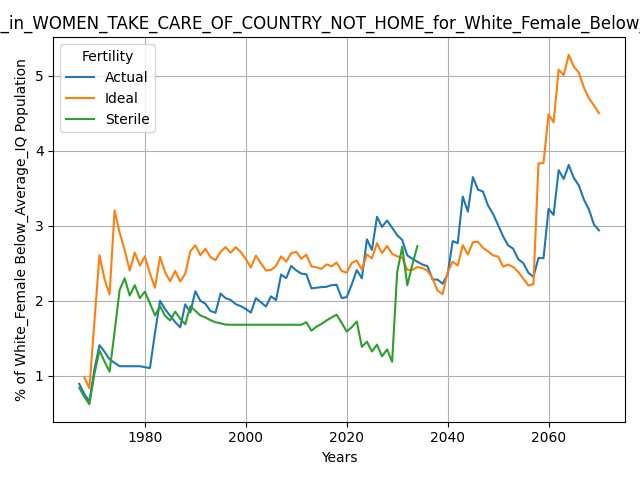 _in_WOMEN_TAKE_CARE_OF_COUNTRY_NOT_HOME_for_White_Female_Below_
Fertility
Actual
Ideal
Sterile
% of White_Female Below_Average_IQ Population
5
4
3
2
1
1980 2000 2020 2040 2060
Years